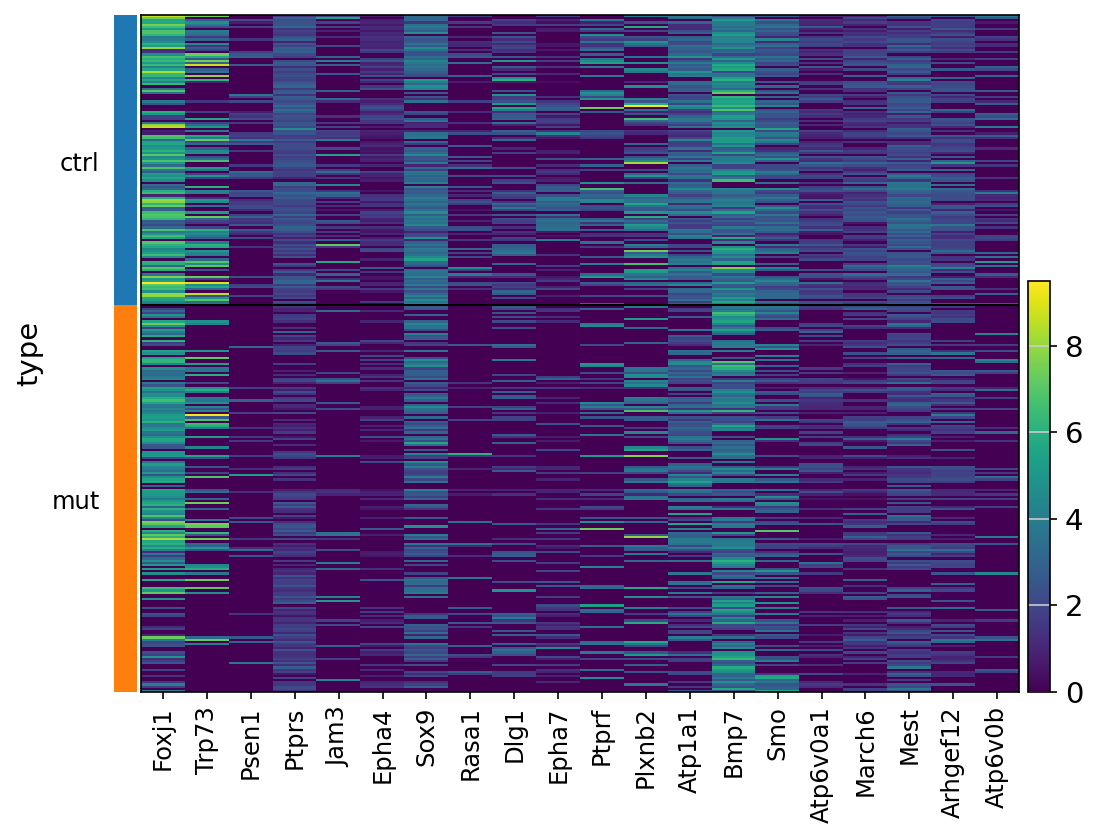 ctrl
mut
type
8
6
4
2
0
Foxj1
Trp73
Psen1
Ptprs
Jam3
Epha4
Sox9
Rasa1
Dlg1
Epha7
Ptprf
Plxnb2
Atp1a1
Bmp7
Smo
Atp6v0a1
March6
Mest
Arhgef12
Atp6v0b